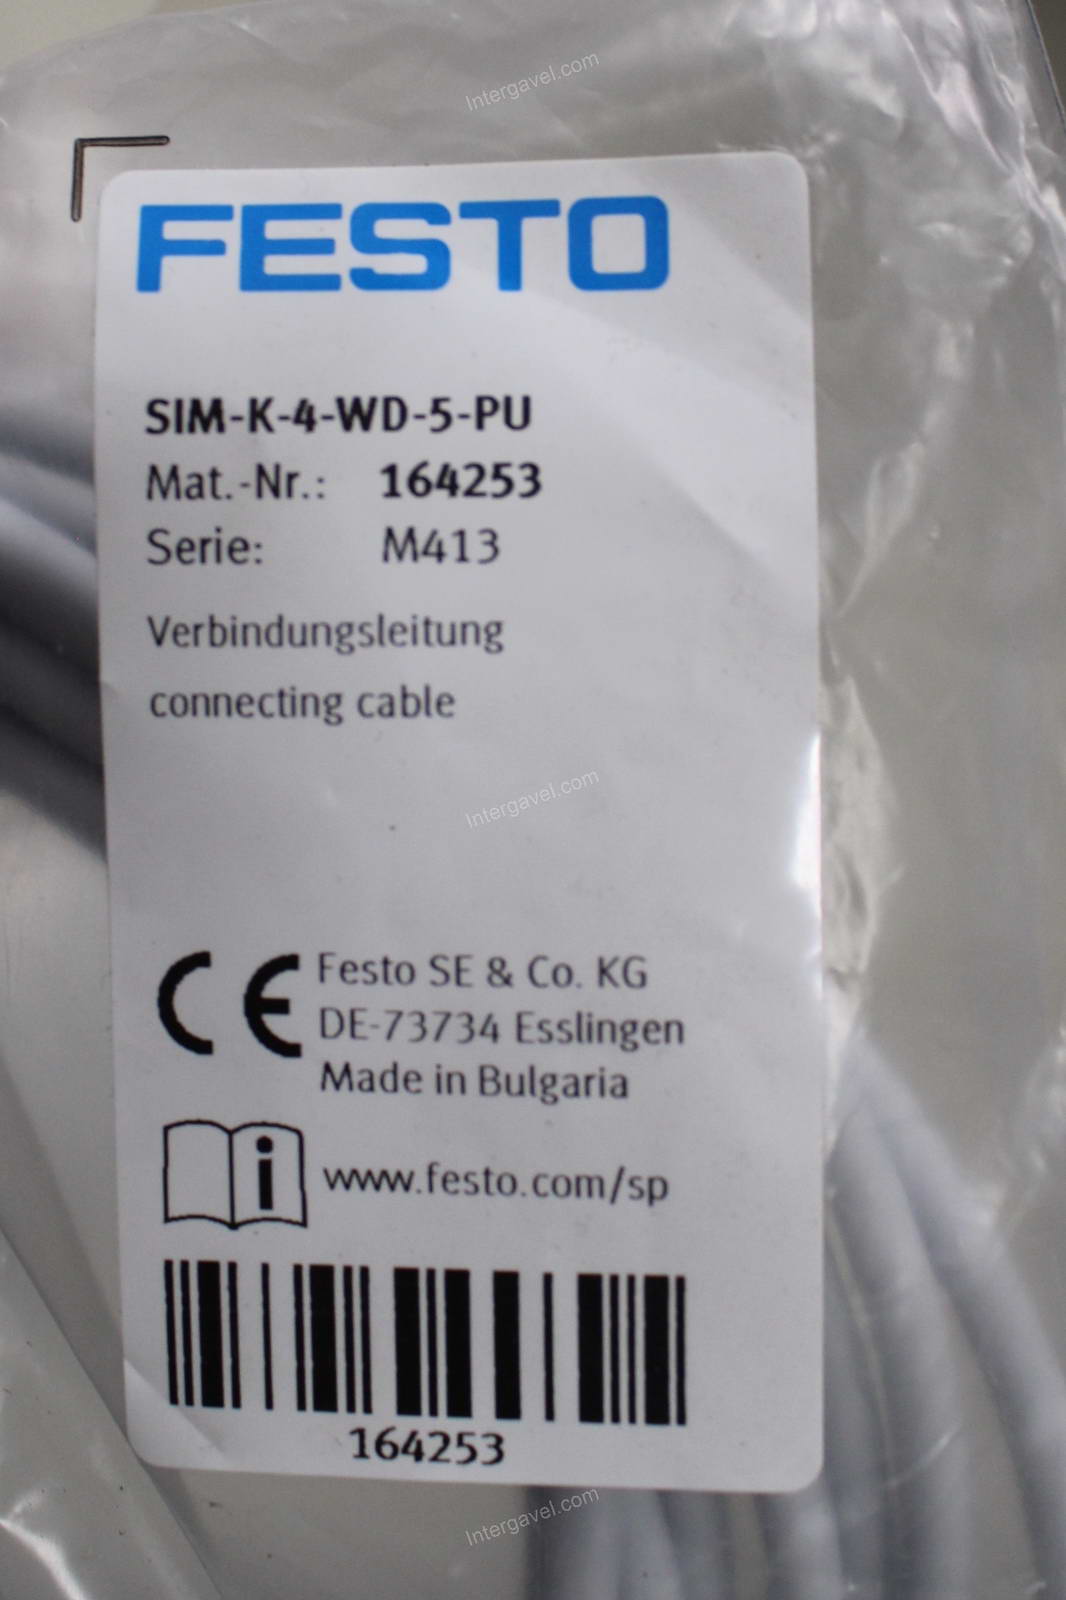 Intergavel.com
FESTO
SIM-K-4-WD-5-PU
Mat.-Nr.: 164253
Serie: M413
Verbindungsleitung
connecting cable
Intergavel.com
CE
Festo SE & Co. KG
DE-73734 Esslingen
Made in Bulgaria
i
www.festo.com/sp
164253
Intergavel.com